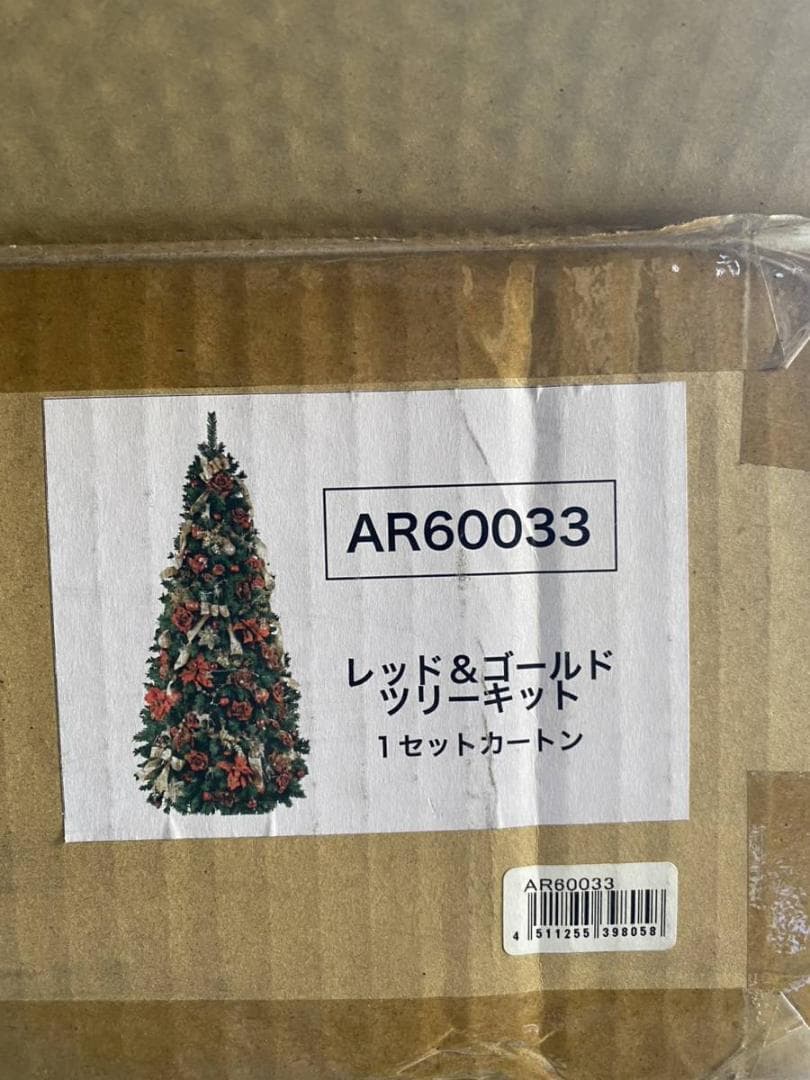 AR60033
レッド&ゴールド
ツリーキット
1セットカートン
AR60033
4 511255 398058